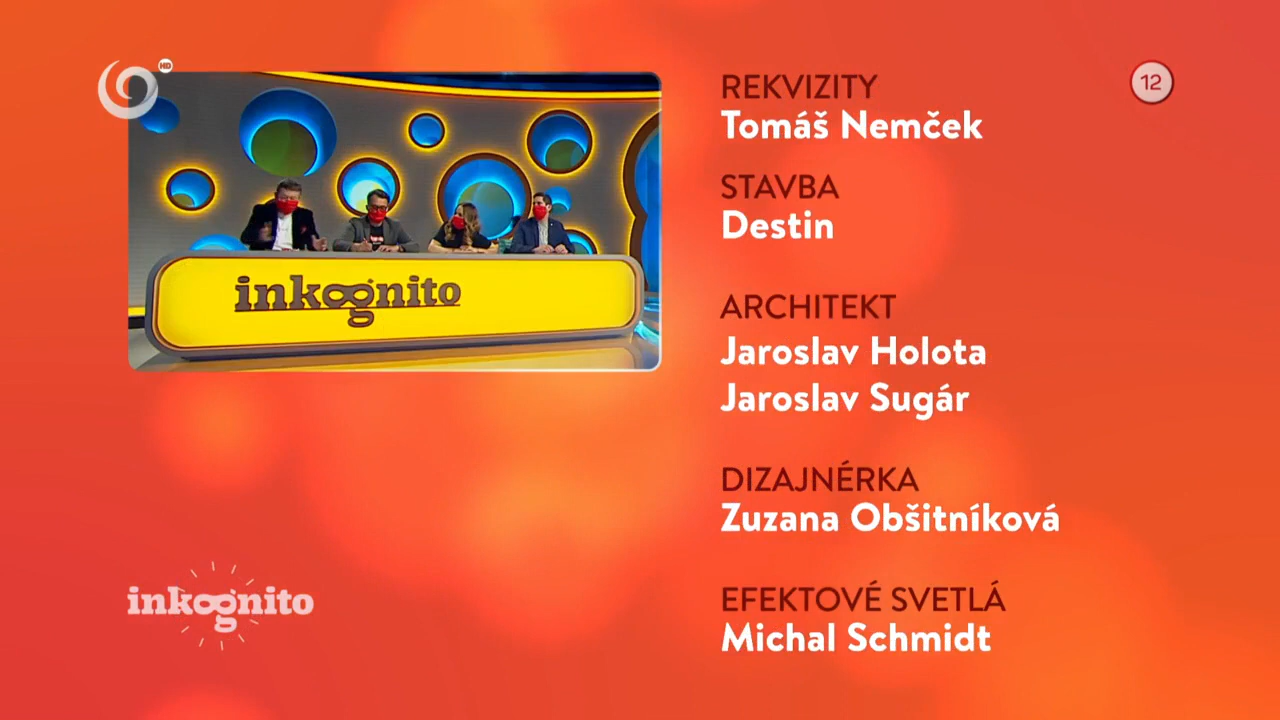 HD
inkognito
REKVIZITY
Tomáš Nemček
STAVBA
Destin
ARCHITEKT
Jaroslav Holota
Jaroslav Sugár
DIZAJNÉRKA
Zuzana Obšitníková
EFEKTOVÉ SVETLÁ
Michal Schmidt
12
inkognito